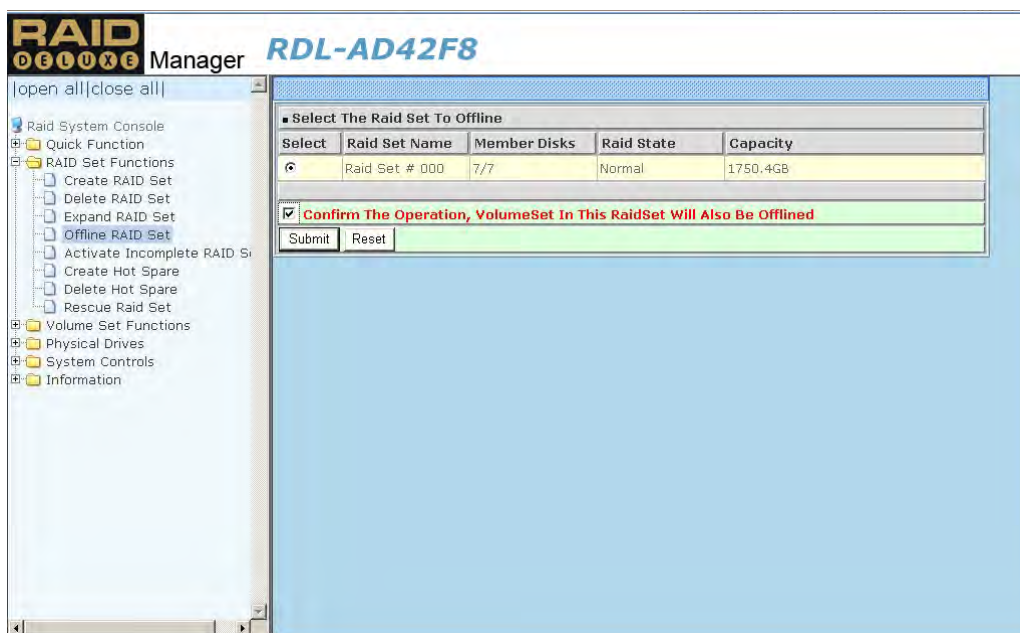 RAID
DELUXE Manager
RDL-AD42F8
|open all|close all|
Raid System Console
Quick Function
RAID Set Functions
Create RAID Set
Delete RAID Set
Expand RAID Set
Offline RAID Set
Activate Incomplete RAID S
Create Hot Spare
Delete Hot Spare
Rescue Raid Set
Volume Set Functions
Physical Drives
System Controls
Information
Select The Raid Set To Offline
Select Raid Set Name Member Disks Raid State Capacity
Raid Set # 000 7/7 Normal 1750.4GB
Confirm The Operation, VolumeSet In This RaidSet Will Also Be Offlined
Submit Reset